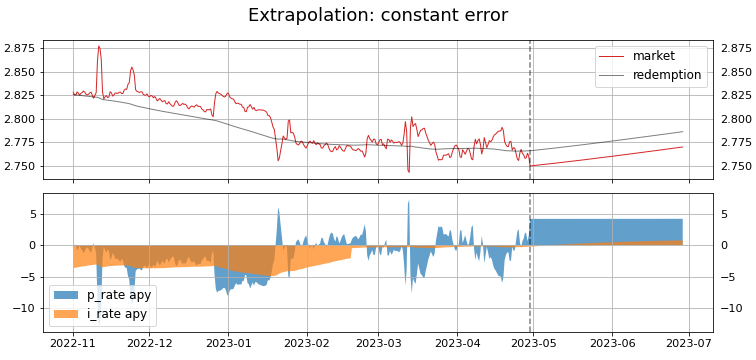 Extrapolation: constant error
2.875 2.875
2.850 2.850
2.825 2.825
2.800 2.800
2.775 2.775
2.750 2.750
market
redemption
5 5
0 0
−5 −5
−10 −10
p_rate apy
i_rate apy
2022-11 2022-12 2023-01 2023-02 2023-03 2023-04 2023-05 2023-06 2023-07